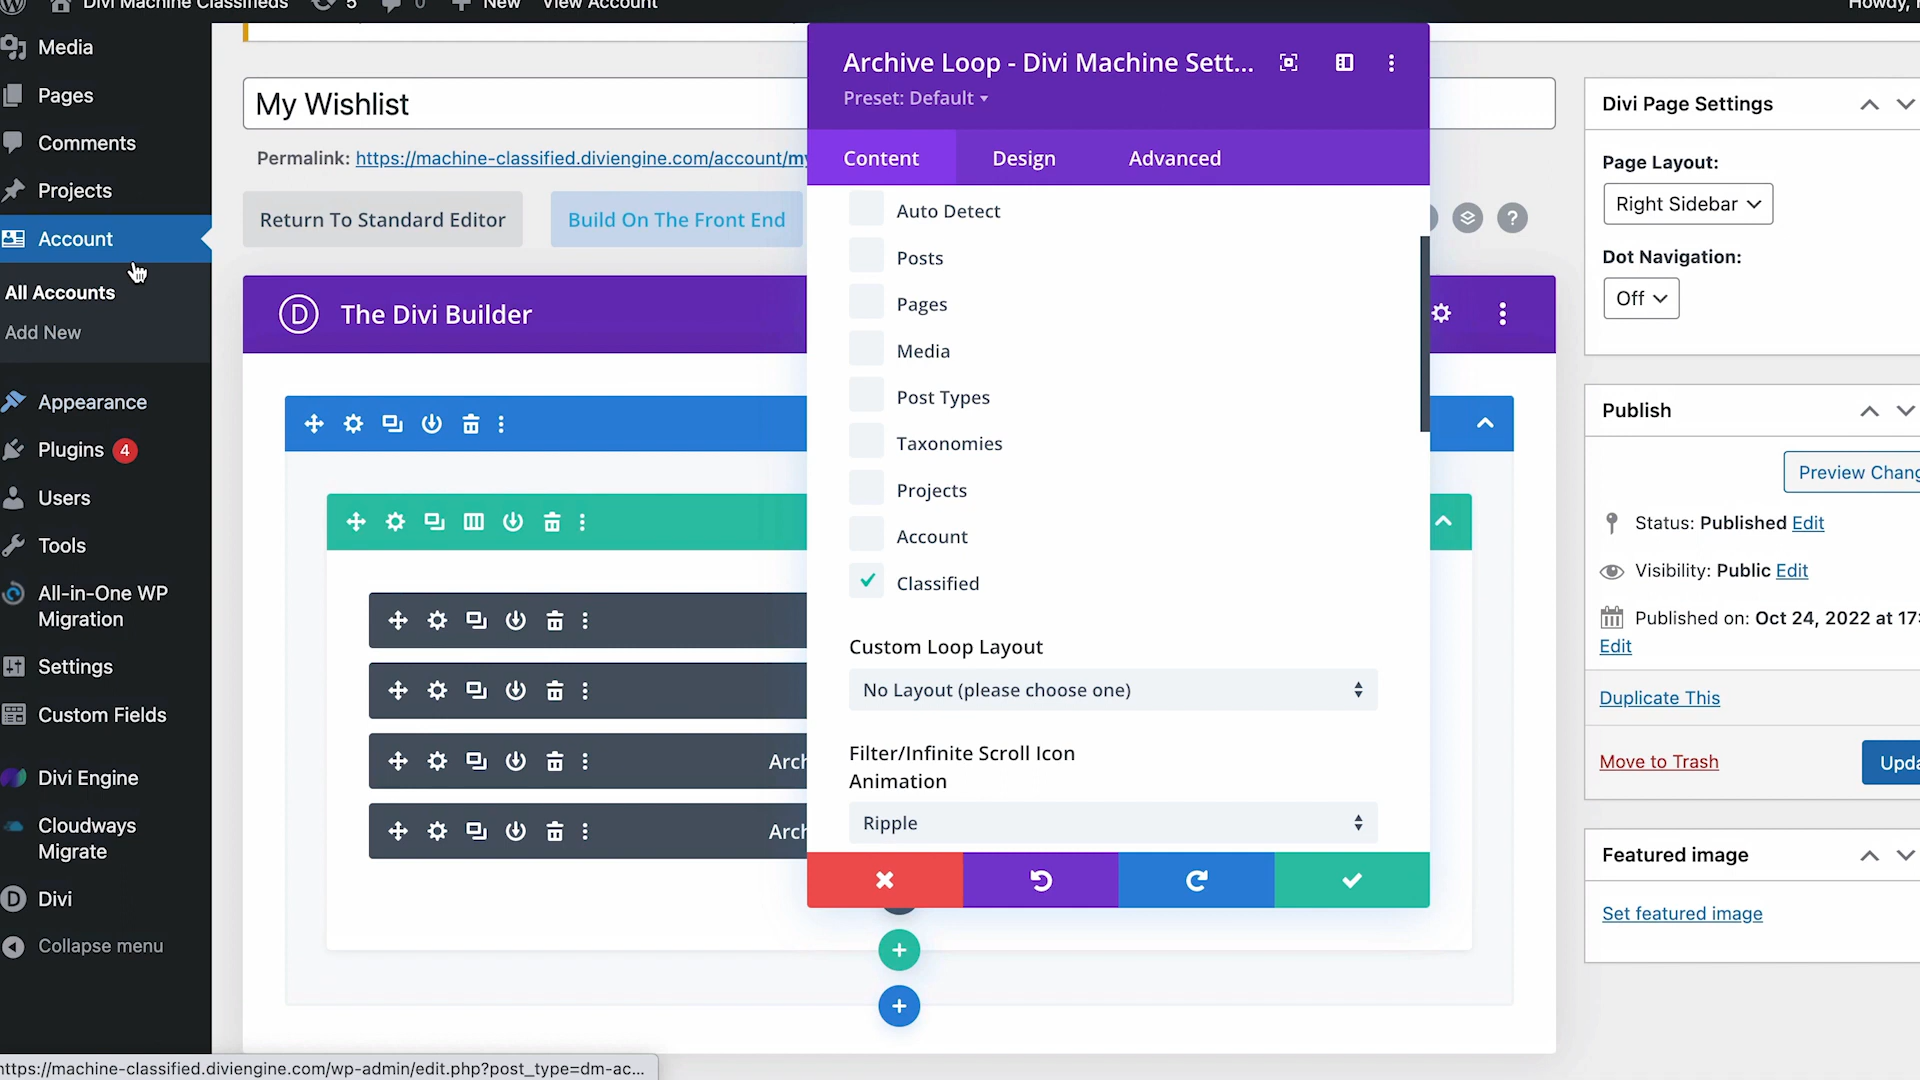 Divi Machine Classifieds 5 0 New View Account
Howdy,
Media
Pages
Comments
Projects
Account
All Accounts
Add New
Appearance
Plugins 4
Users
Tools
All-in-One WP
Migration
Settings
Custom Fields
Divi Engine
Cloudways
Migrate
Divi
Collapse menu
My Wishlist
Permalink: https://machine-classified.diviengine.com/account/my
Return To Standard Editor
Build On The Front End
?
D The Divi Builder
Arch
Arch
Archive Loop - Divi Machine Sett...
Preset: Default
Content
Design
Advanced
Auto Detect
Posts
Pages
Media
Post Types
Taxonomies
Projects
Account
Classified
Custom Loop Layout
No Layout (please choose one)
Filter/Infinite Scroll Icon
Animation
Ripple
Divi Page Settings
Page Layout:
Right Sidebar
Dot Navigation:
Off
Publish
Preview Chang
Status: Published Edit
Visibility: Public Edit
Published on: Oct 24, 2022 at 17:
Edit
Duplicate This
Move to Trash
Upda
Featured image
Set featured image
https://machine-classified.diviengine.com/wp-admin/edit.php?post_type=dm-ac...